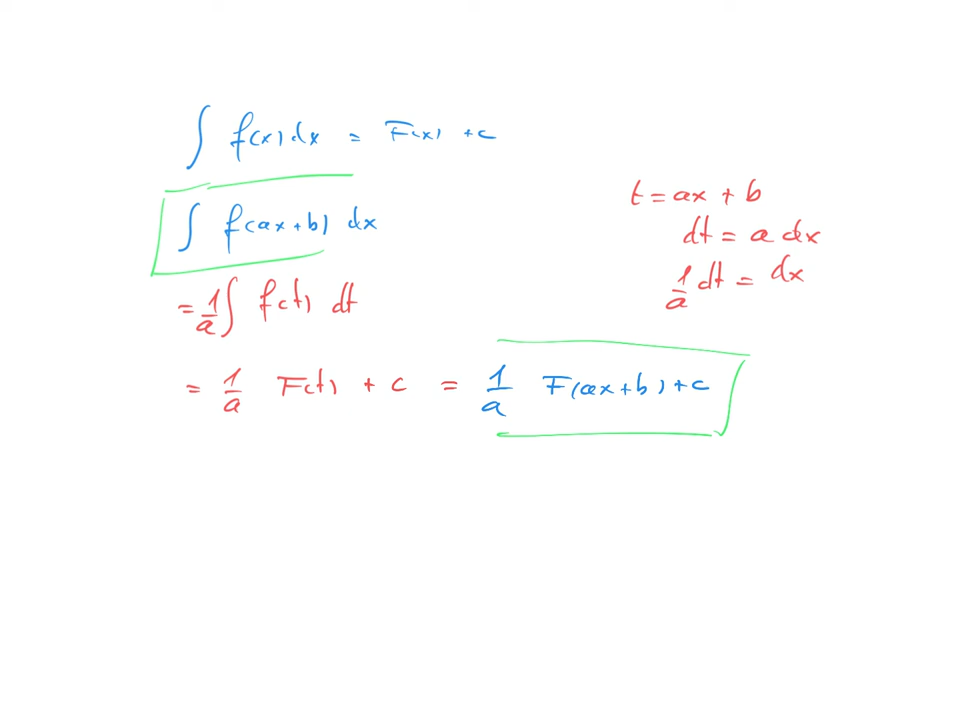 ∫ f(x) dx = F(x) + c
∫ f(ax+b) dx
t = ax + b
dt = a dx
1/a dt = dx
= 1/a ∫ f(t) dt
= 1/a F(t) + c = 1/a F(ax+b) + c